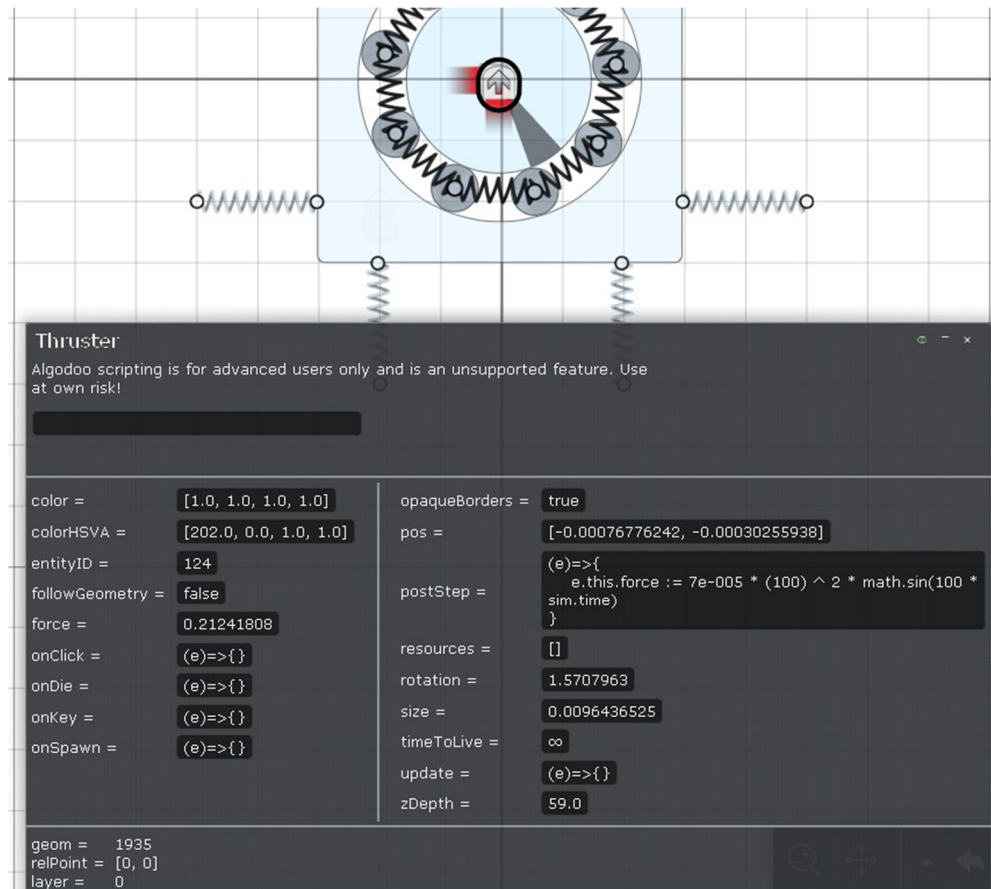 Thruster
Algodoo scripting is for advanced users only and is an unsupported feature. Use
at own risk!
color = [1.0, 1.0, 1.0, 1.0]
colorHSVA = [202.0, 0.0, 1.0, 1.0]
entityID = 124
followGeometry = false
force = 0.21241808
onClick = (e)=>{}
onDie = (e)=>{}
onKey = (e)=>{}
onSpawn = (e)=>{}
opaqueBorders = true
pos = [-0.00076776242, -0.00030255938]
postStep = (e)=>{
e.this.force := 7e-005 * (100) ^ 2 * math.sin(100 *
sim.time)
}
resources = []
rotation = 1.5707963
size = 0.0096436525
timeToLive = ∞
update = (e)=>{}
zDepth = 59.0
geom = 1935
relPoint = [0, 0]
layer = 0